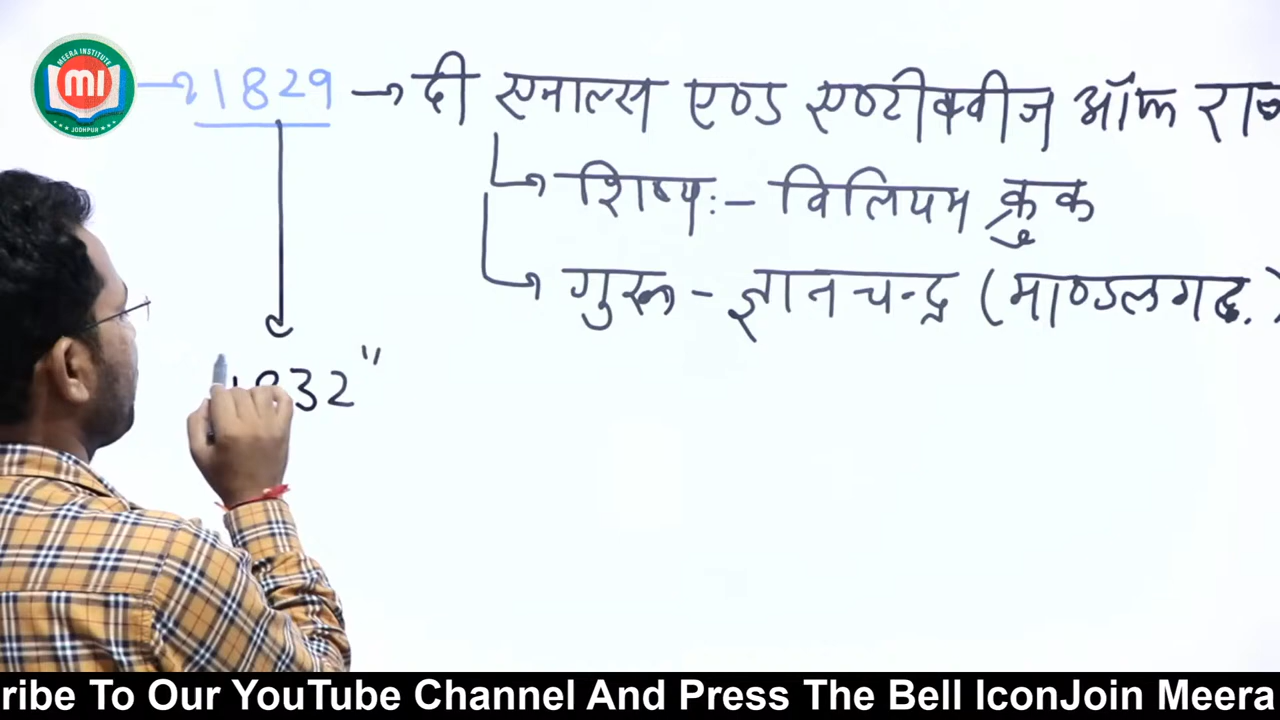 MEERA INSTITUTE
MI
JODHPUR
1829 → दी एनाल्स एण्ड एण्टीक्वीज ऑफ
शिष्य:- विलियम क्रुक
गुरू - ज्ञानचन्द्र (माण्डलगढ.)
1832"
ribe To Our YouTube Channel And Press The Bell IconJoin Meera